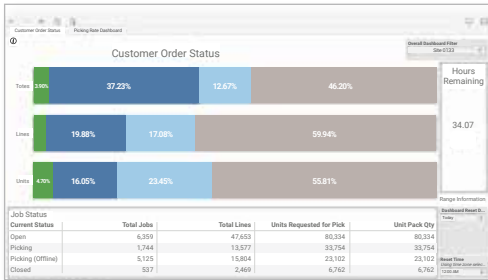 Customer Order Status Picking Rate Dashboard
Overall Dashboard Filter
Site 0133
Customer Order Status
Hours
Remaining
34.07
Totes 3.90% 37.23% 12.67% 46.20%
Lines 19.88% 17.08% 59.94%
Units 4.70% 16.05% 23.45% 55.81%
Range Information
Job Status
Current Status Total Jobs Total Lines Units Requested for Pick Unit Pack Qty
Open 6,359 47,653 80,334 80,334
Picking 1,744 13,577 33,754 33,754
Picking (Offline) 5,125 15,804 23,102 23,102
Closed 537 2,469 6,762 6,762
Dashboard Reset D...
Today
Reset Time
12:00 AM